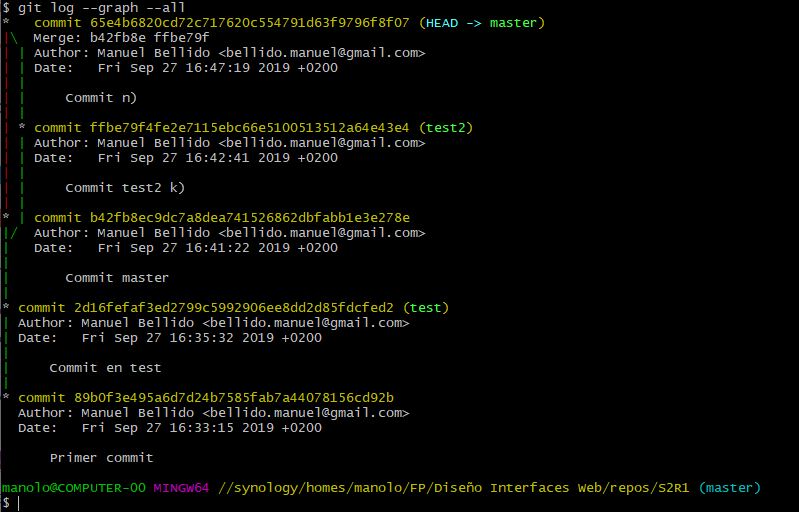 $ git log --graph --all
*   commit 65e4b6820cd72c717620c554791d63f9796f8f07 (HEAD -> master)
|\  Merge: b42fb8e ffbe79f
| | Author: Manuel Bellido <bellido.manuel@gmail.com>
| | Date:   Fri Sep 27 16:47:19 2019 +0200
| |
| |     Commit n)
| |
| * commit ffbe79f4fe2e7115ebc66e5100513512a64e43e4 (test2)
| | Author: Manuel Bellido <bellido.manuel@gmail.com>
| | Date:   Fri Sep 27 16:42:41 2019 +0200
| |
| |     Commit test2 k)
| |
* | commit b42fb8ec9dc7a8dea741526862dbfabb1e3e278e
|/  Author: Manuel Bellido <bellido.manuel@gmail.com>
|   Date:   Fri Sep 27 16:41:22 2019 +0200
|
|       Commit master
|
* commit 2d16fefaf3ed2799c5992906ee8dd2d85fdcfed2 (test)
| Author: Manuel Bellido <bellido.manuel@gmail.com>
| Date:   Fri Sep 27 16:35:32 2019 +0200
|
|     Commit en test
|
* commit 89b0f3e495a6d7d24b7585fab7a44078156cd92b
  Author: Manuel Bellido <bellido.manuel@gmail.com>
  Date:   Fri Sep 27 16:33:15 2019 +0200

      Primer commit

manolo@COMPUTER-00 MINGW64 //synology/homes/manolo/FP/Diseño Interfaces Web/repos/S2R1 (master)
$